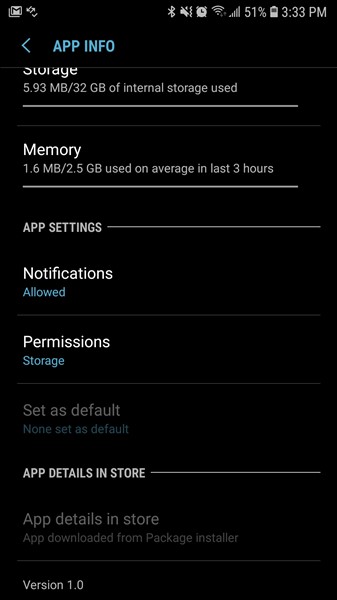 51% 3:33 PM
APP INFO
Storage
5.93 MB/32 GB of internal storage used
Memory
1.6 MB/2.5 GB used on average in last 3 hours
APP SETTINGS
Notifications
Allowed
Permissions
Storage
Set as default
None set as default
APP DETAILS IN STORE
App details in store
App downloaded from Package installer
Version 1.0